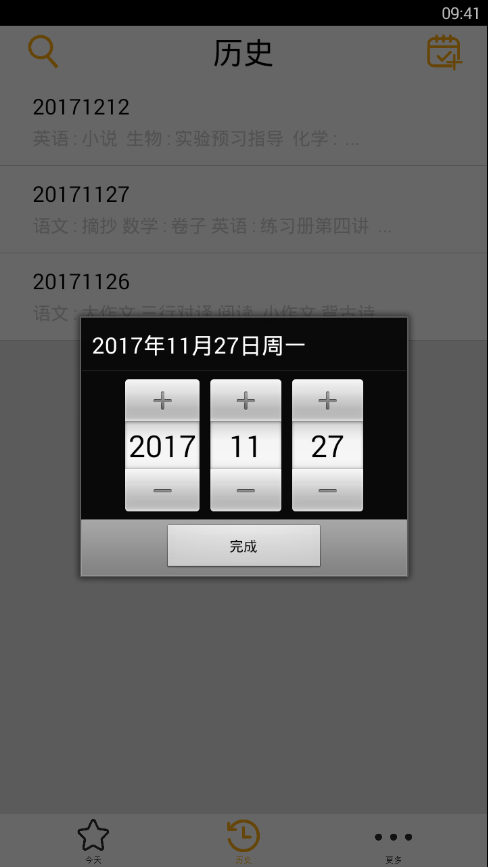 09:41
历史
20171212
英语 : 小说  生物 : 实验预习指导  化学 :  ...
20171127
语文 : 摘抄 数学 : 卷子 英语 : 练习册第四讲  ...
20171126
语文 : 大作文 三行对译 阅读  小作文 背古诗
2017年11月27日周一
2017 11 27
完成
今天 历史 更多